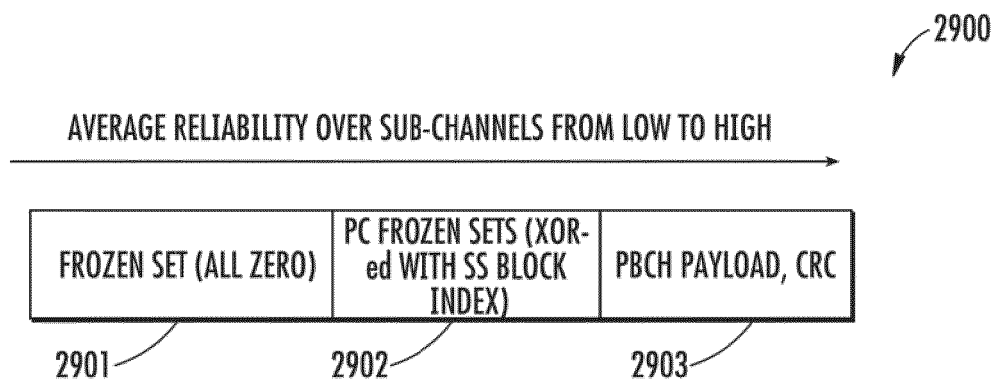 2900
AVERAGE RELIABILITY OVER SUB-CHANNELS FROM LOW TO HIGH
FROZEN SET (ALL ZERO)
PC FROZEN SETS (XOR-
ed WITH SS BLOCK
INDEX)
PBCH PAYLOAD, CRC
2901
2902
2903